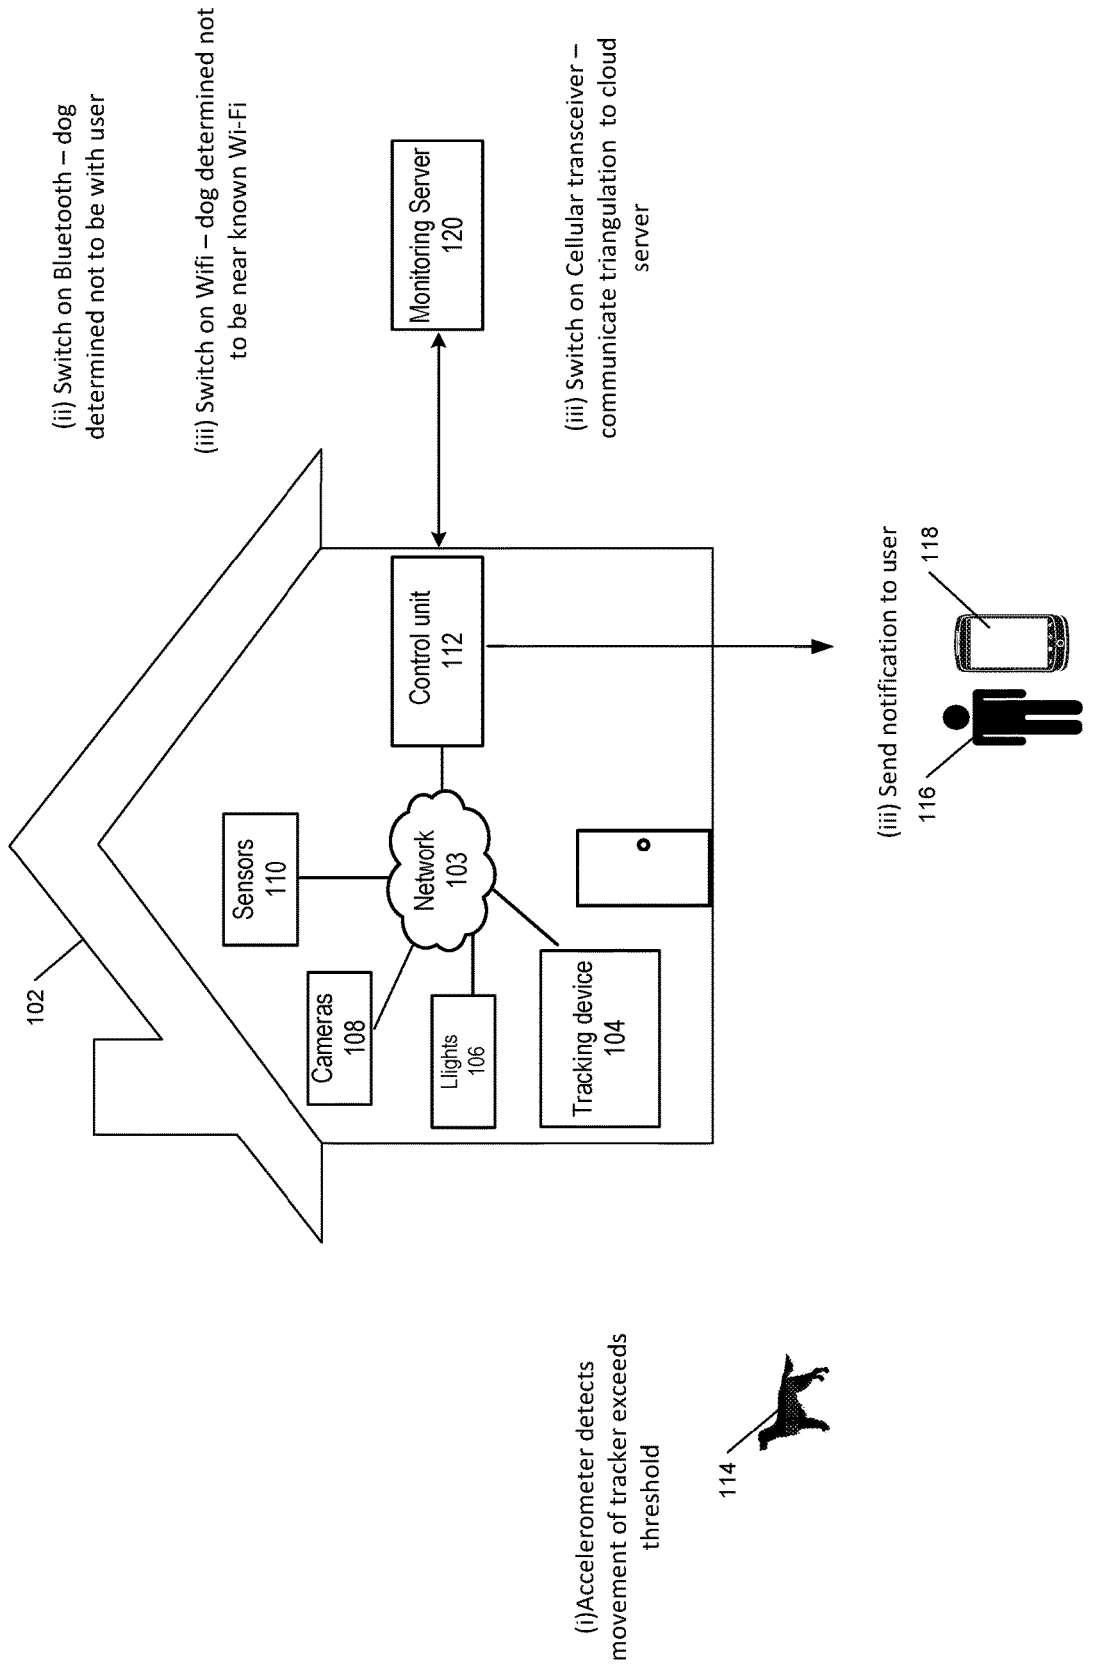 102
(ii) Switch on Bluetooth – dog
determined not to be with user
(iii) Switch on Wifi – dog determined not
to be near known Wi-Fi
Sensors
110
Cameras
108
Llights
106
Network
103
Control unit
112
Monitoring Server
120
Tracking device
104
(i)Accelerometer detects
movement of tracker exceeds
threshold
(iii) Switch on Cellular transceiver –
communicate triangulation to cloud
server
114
(iii) Send notification to user
116
118